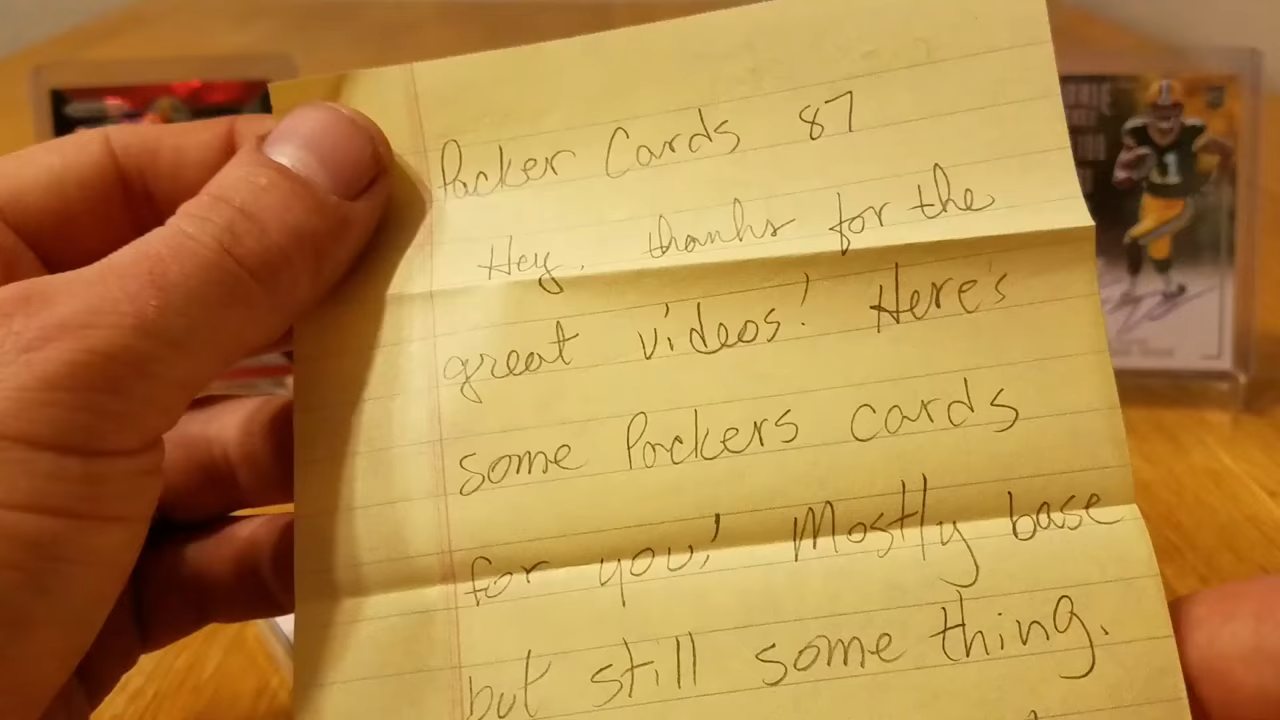 Packer Cards 87
Hey, thanks for the
great videos! Here's
some Packers cards
for you! Mostly base
but still some thing.